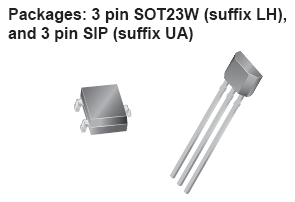 Packages: 3 pin SOT23W (suffix LH),
and 3 pin SIP (suffix UA)